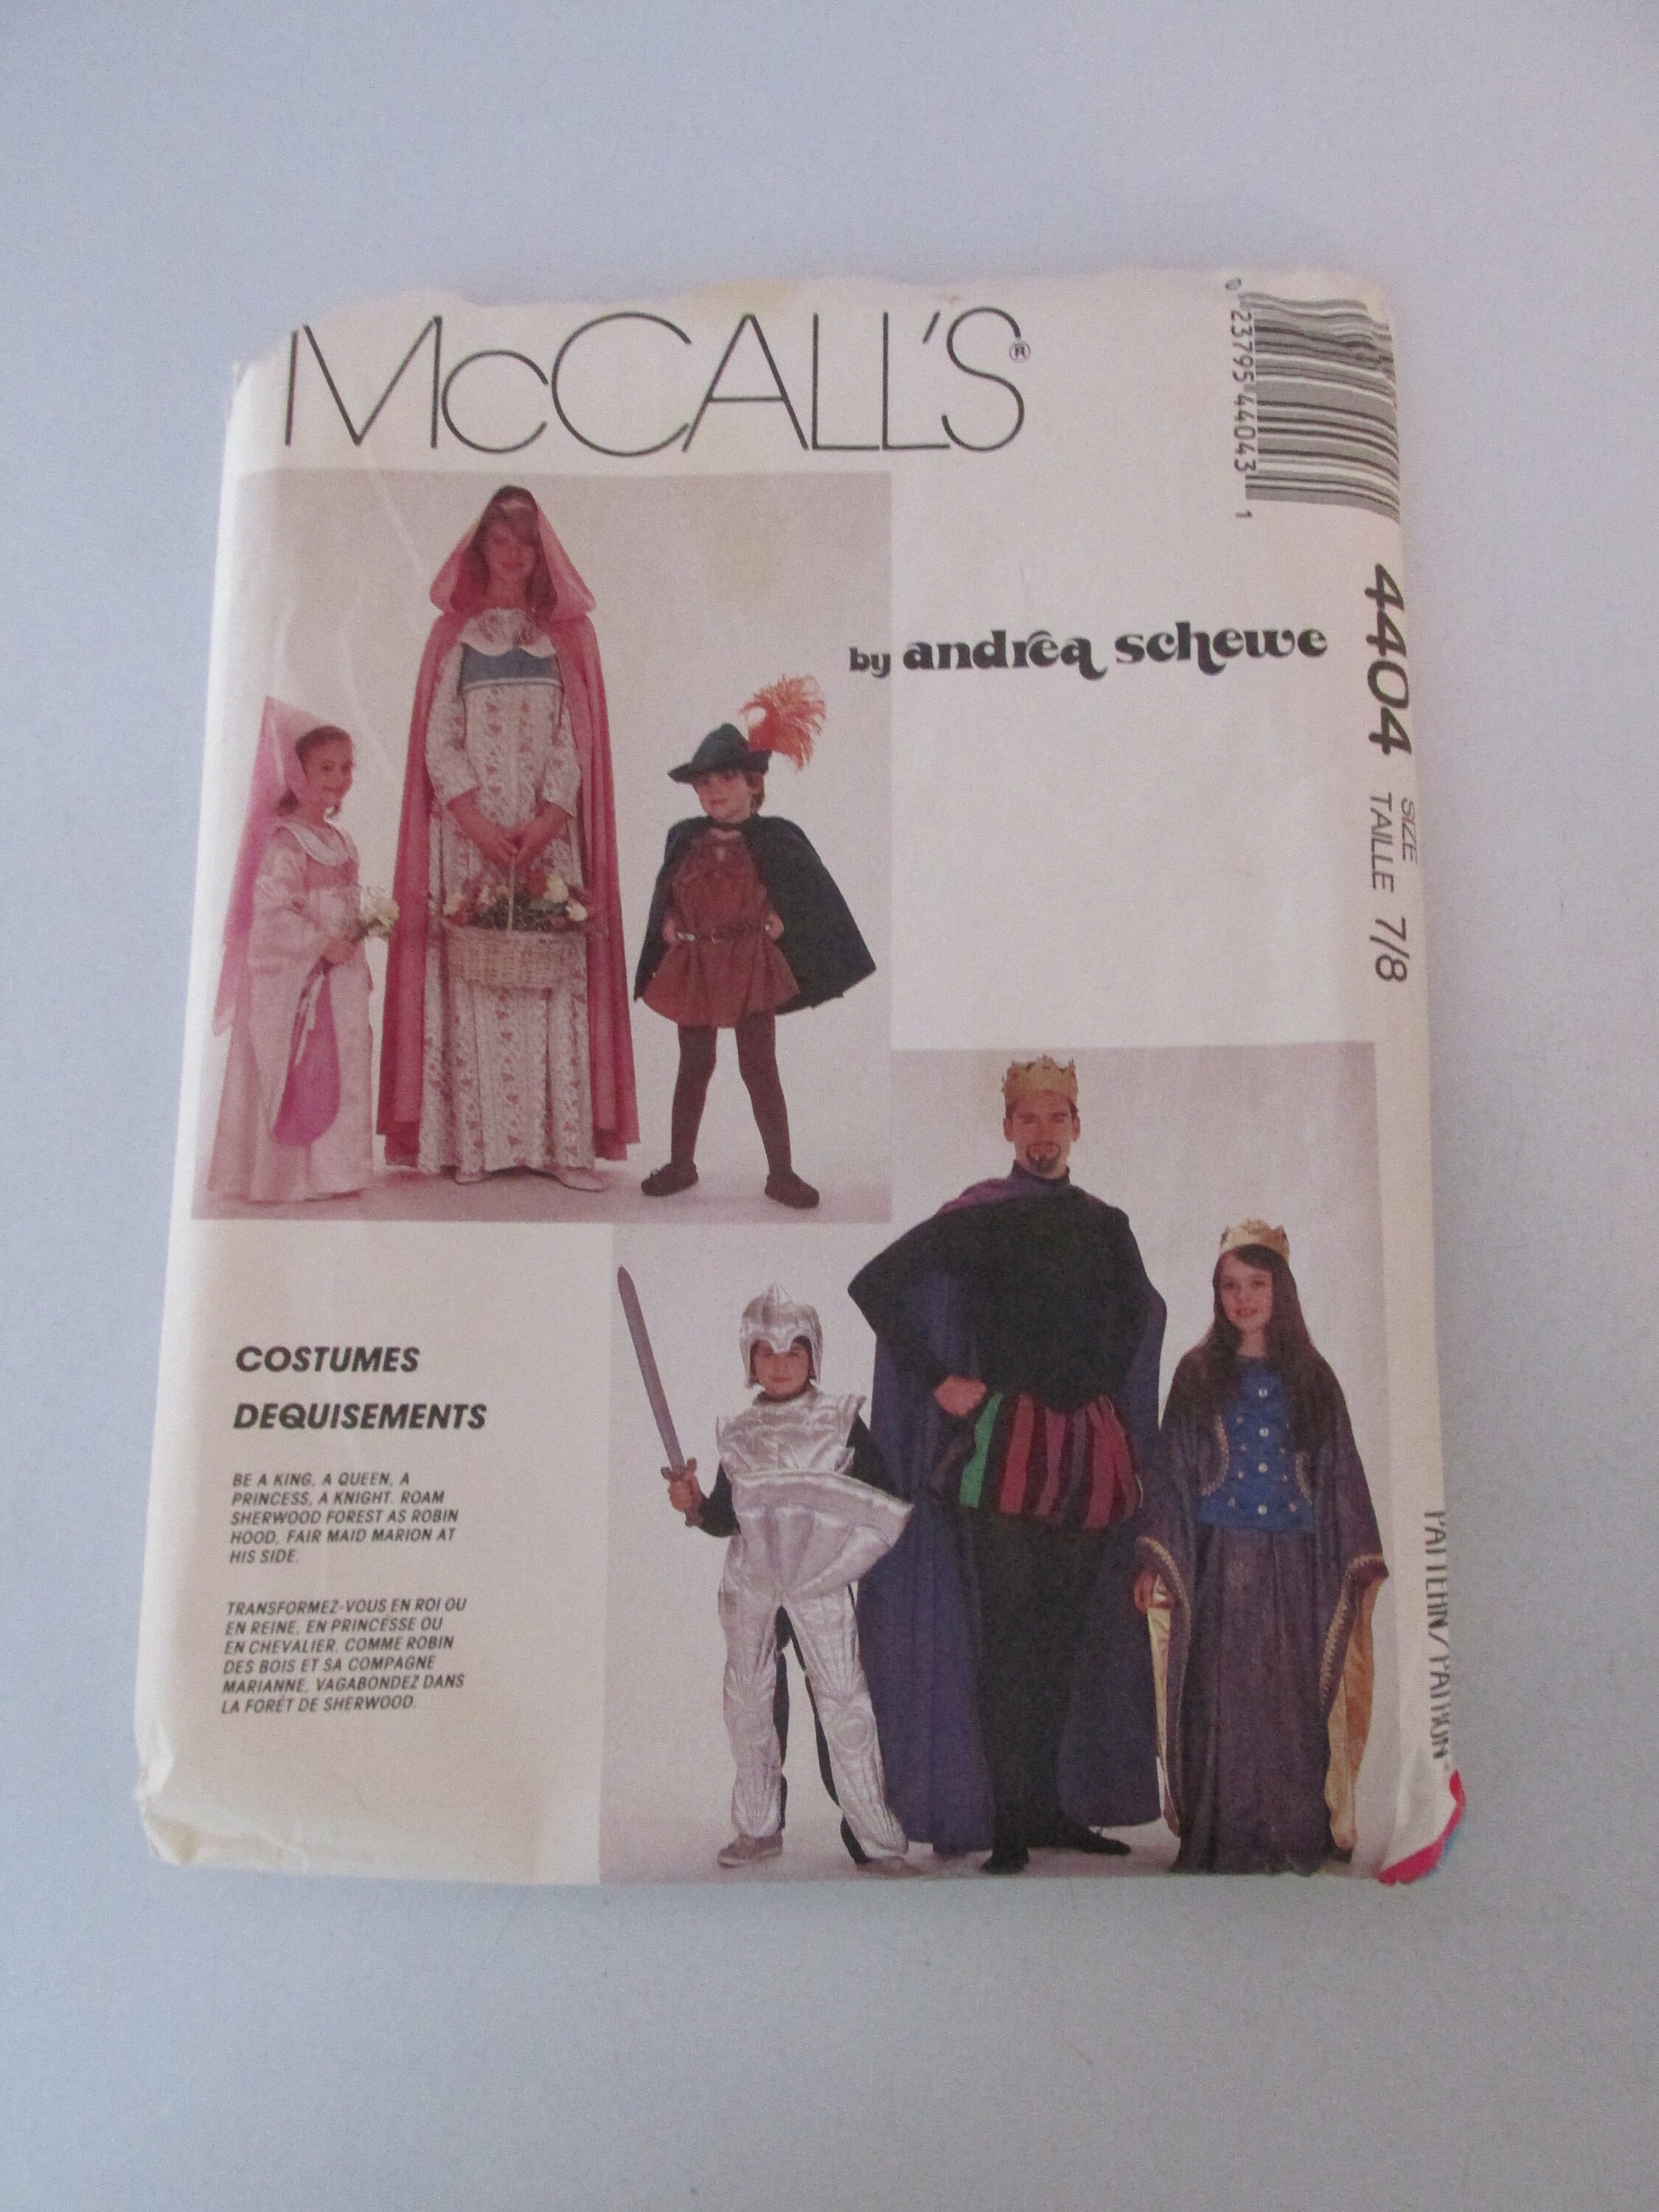 McCALL'S®
0 23795 44043 1
by andrea schewe
4404 SIZE TAILLE 7/8
COSTUMES
DEQUISEMENTS
BE A KING, A QUEEN, A
PRINCESS, A KNIGHT. ROAM
SHERWOOD FOREST AS ROBIN
HOOD, FAIR MAID MARION AT
HIS SIDE.
TRANSFORMEZ-VOUS EN ROI OU
EN REINE, EN PRINCESSE OU
EN CHEVALIER, COMME ROBIN
DES BOIS ET SA COMPAGNE
MARIANNE, VAGABONDEZ DANS
LA FORÊT DE SHERWOOD.
PATTERN/PATRON